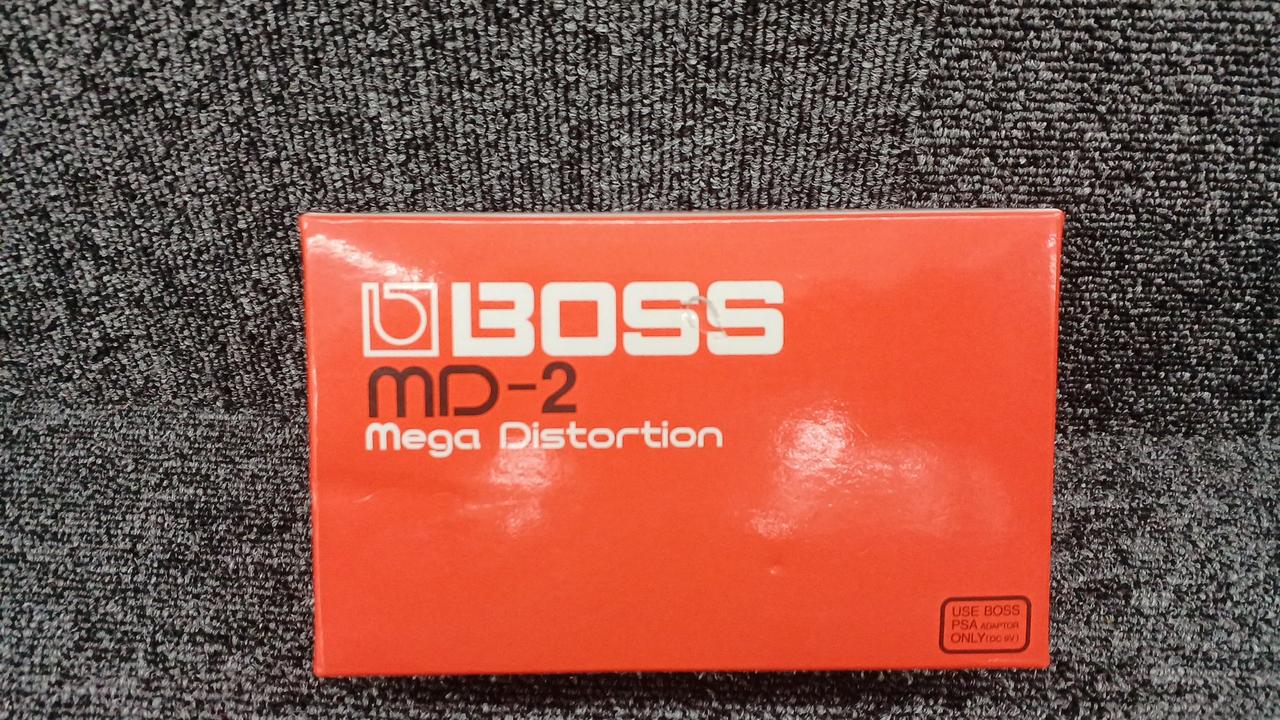 BOSS
MD-2
Mega Distortion
USE BOSS
PSA ADAPTOR
ONLY(DC 9V)